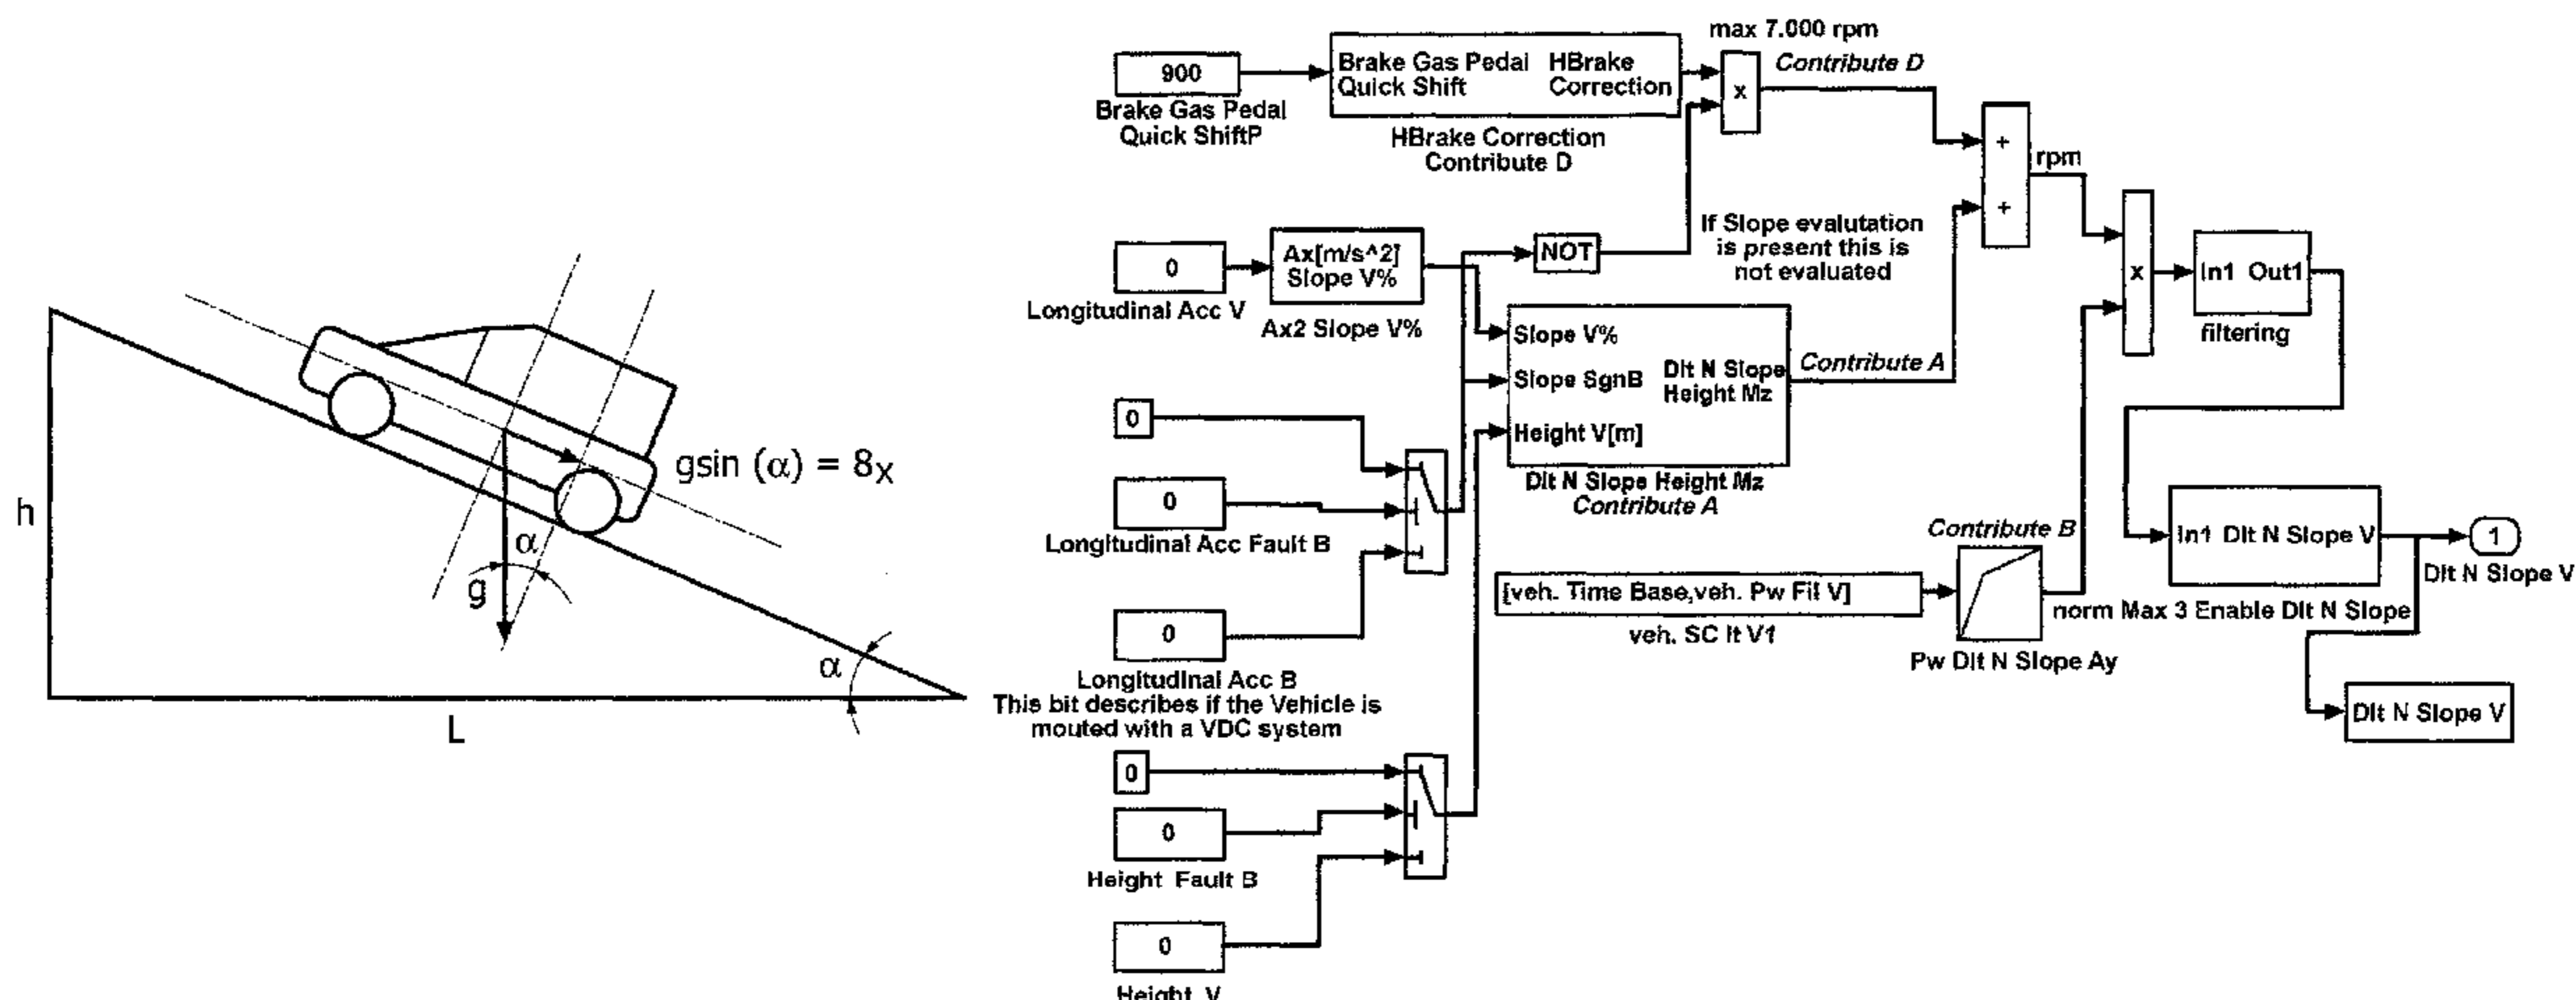 h
L
g
α
α
gsin (α) = 8x
max 7.000 rpm
900
Brake Gas Pedal
Quick ShiftP
Brake Gas Pedal HBrake
Quick Shift Correction
HBrake Correction
Contribute D
x
Contribute D
+
+
rpm
0
Longitudinal Acc V
Ax[m/s^2]
Slope V%
Ax2 Slope V%
NOT
If Slope evalutation
is present this is
not evaluated
x
In1 Out1
filtering
Slope V%
Slope SgnB
Height V[m]
Dlt N Slope
Height Mz
Dlt N Slope Height Mz
Contribute A
Contribute A
0
0
Longitudinal Acc Fault B
0
Longitudinal Acc B
This bit describes if the Vehicle is
mouted with a VDC system
[veh. Time Base,veh. Pw Fil V]
veh. SC It V1
Contribute B
Pw Dlt N Slope Ay
In1 Dlt N Slope V
norm Max 3 Enable Dlt N Slope
1
Dlt N Slope V
Dlt N Slope V
0
0
Height Fault B
0
Height V